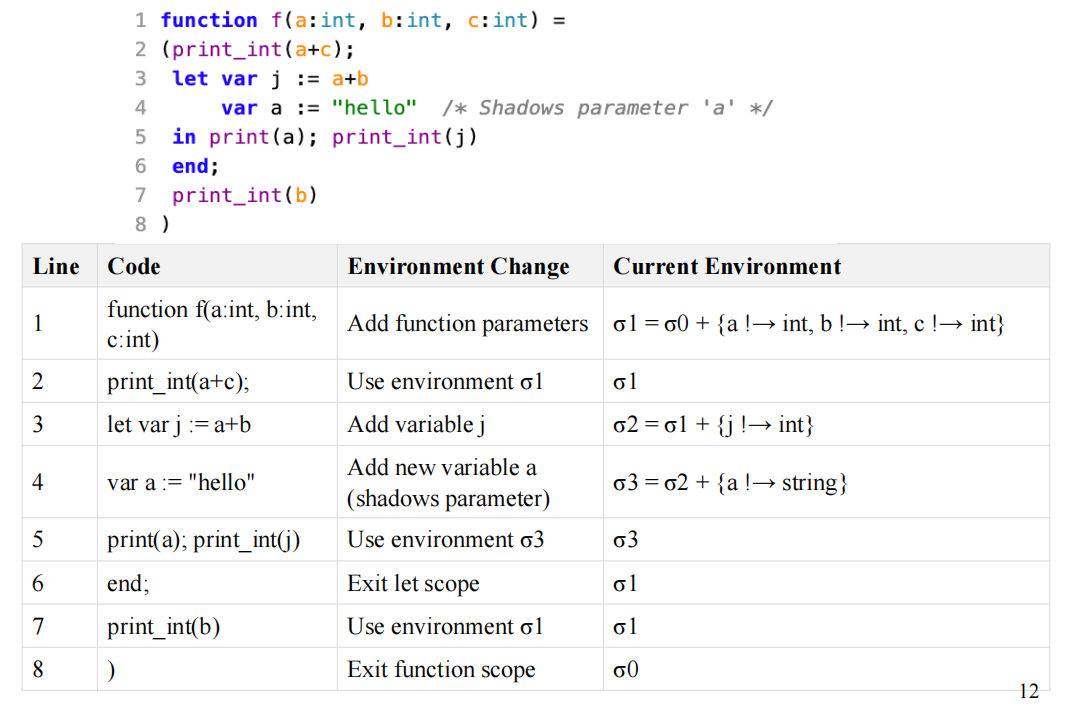 1 function f(a:int, b:int, c:int) =
2 (print_int(a+c);
3 let var j := a+b
4 var a := "hello" /* Shadows parameter 'a' */
5 in print(a); print_int(j)
6 end;
7 print_int(b)
8 )
Line Code Environment Change Current Environment
1 function f(a:int, b:int, c:int) Add function parameters σ1 = σ0 + {a !→ int, b !→ int, c !→ int}
2 print_int(a+c); Use environment σ1 σ1
3 let var j := a+b Add variable j σ2 = σ1 + {j !→ int}
4 var a := "hello" Add new variable a (shadows parameter) σ3 = σ2 + {a !→ string}
5 print(a); print_int(j) Use environment σ3 σ3
6 end; Exit let scope σ1
7 print_int(b) Use environment σ1 σ1
8 ) Exit function scope σ0
12